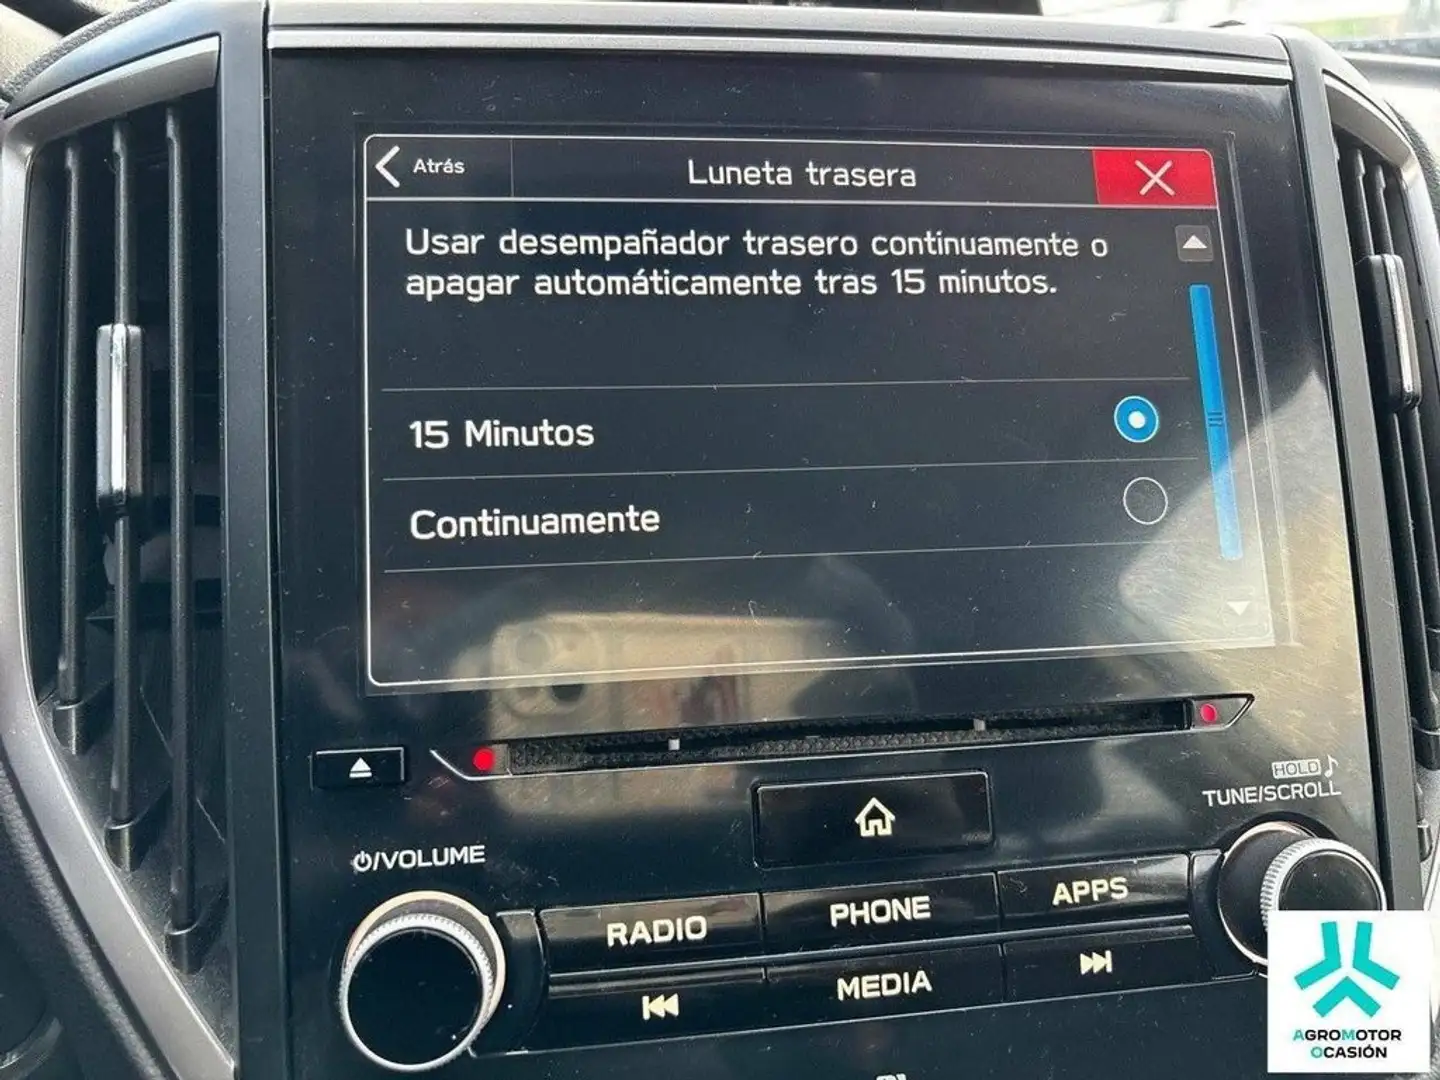 Atrás
Luneta trasera
Usar desempañador trasero continuamente o
apagar automáticamente tras 15 minutos.
15 Minutos
Continuamente
HOLD
TUNE/SCROLL
/VOLUME
RADIO
PHONE
APPS
MEDIA
AGROMOTOR
OCASIÓN